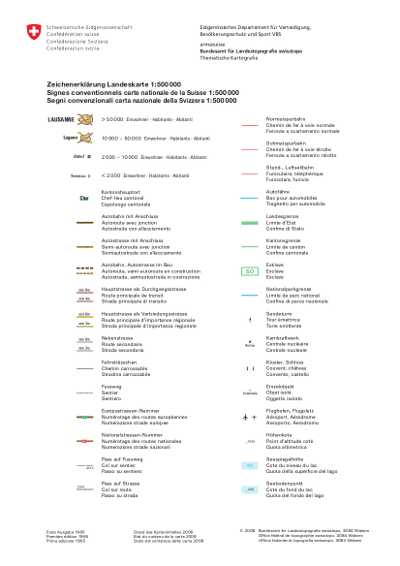 Schweizerische Eidgenossenschaft
Confédération suisse
Confederazione Svizzera
Confederaziun svizra
Eidgenössisches Departement für Verteidigung,
Bevölkerungsschutz und Sport VBS
armasuisse
Bundesamt für Landestopografie swisstopo
Thematische Kartografie
Zeichenerklärung Landeskarte 1:500 000
Signes conventionnels carte nationale de la Suisse 1:500 000
Segni convenzionali carta nazionale della Svizzera 1:500 000
LAUSANNE > 50 000 Einwohner · Habitants · Abitanti
Lugano 10 000 – 50 000 Einwohner · Habitants · Abitanti
2 000 – 10 000 Einwohner · Habitants · Abitanti
< 2 000 Einwohner · Habitants · Abitanti
Chur
Kantonshauptort
Chef-lieu cantonal
Capoluogo cantonale
Autobahn mit Anschluss
Autoroute avec jonction
Autostrada con allacciamento
Autostrasse mit Anschluss
Semi-autoroute avec jonction
Semiautostrada con allacciamento
Autobahn, Autostrasse im Bau
Autoroute, semi-autoroute en construction
Autostrada, semiautostrada in costruzione
Hauptstrasse als Durchgangsstrasse
Route principale de transit
Strada principale di transito
Hauptstrasse als Verbindungsstrasse
Route principale d'importance régionale
Strada principale d'importanza regionale
Nebenstrasse
Route secondaire
Strada secondaria
Fahrsträsschen
Chemin carrossable
Stradina carrozzabile
Fussweg
Sentier
Sentiero
Europastrassen-Nummer
Numérotage des routes européennes
Numerazione strade europee
Nationalstrassen-Nummer
Numérotage des routes nationales
Numerazione strade nazionali
Pass auf Fussweg
Col sur sentier
Passo su sentiero
Pass auf Strasse
Col sur route
Passo su strada
Normalspurbahn
Chemin de fer à voie normale
Ferrovia a scartamento normale
Schmalspurbahn
Chemin de fer à voie étroite
Ferrovia a scartamento ridotto
Stand-, Luftseilbahn
Funiculaire, téléphérique
Funicolare, funivia
Autofähre
Bac pour automobiles
Traghetto per automobile
Landesgrenze
Limite d'Etat
Confine di Stato
Kantonsgrenze
Limite de canton
Confine cantonale
SO
Exklave
Enclave
Enclave
Nationalparkgrenze
Limite de parc national
Confine di parco nazionale
Sendeturm
Tour émettrice
Torre emittente
Kernkraftwerk
Centrale nucléaire
Centrale nucleare
Kloster, Schloss
Couvent, château
Convento, castello
Einzelobjekt
Objet isolé
Oggetto isolato
Flughafen, Flugplatz
Aéroport, Aérodrome
Aeroporto, Aerodromo
Höhenkote
Point d'altitude coté
Quota altimetrica
Seespiegelhöhe
Cote du niveau du lac
Quota della superficie del lago
Seebodenpunkt
Cote du fond du lac
Quota del fondo del lago
Erste Ausgabe 1965
Première édition 1965
Prima edizione 1965
Stand des Karteninhaltes 2008
Etat du contenu de la carte 2008
Stato del contenuto della carta 2008
© 2008 Bundesamt für Landestopografie swisstopo, 3084 Wabern
Office fédéral de topographie swisstopo, 3084 Wabern
Ufficio federale di topografia swisstopo, 3084 Wabern